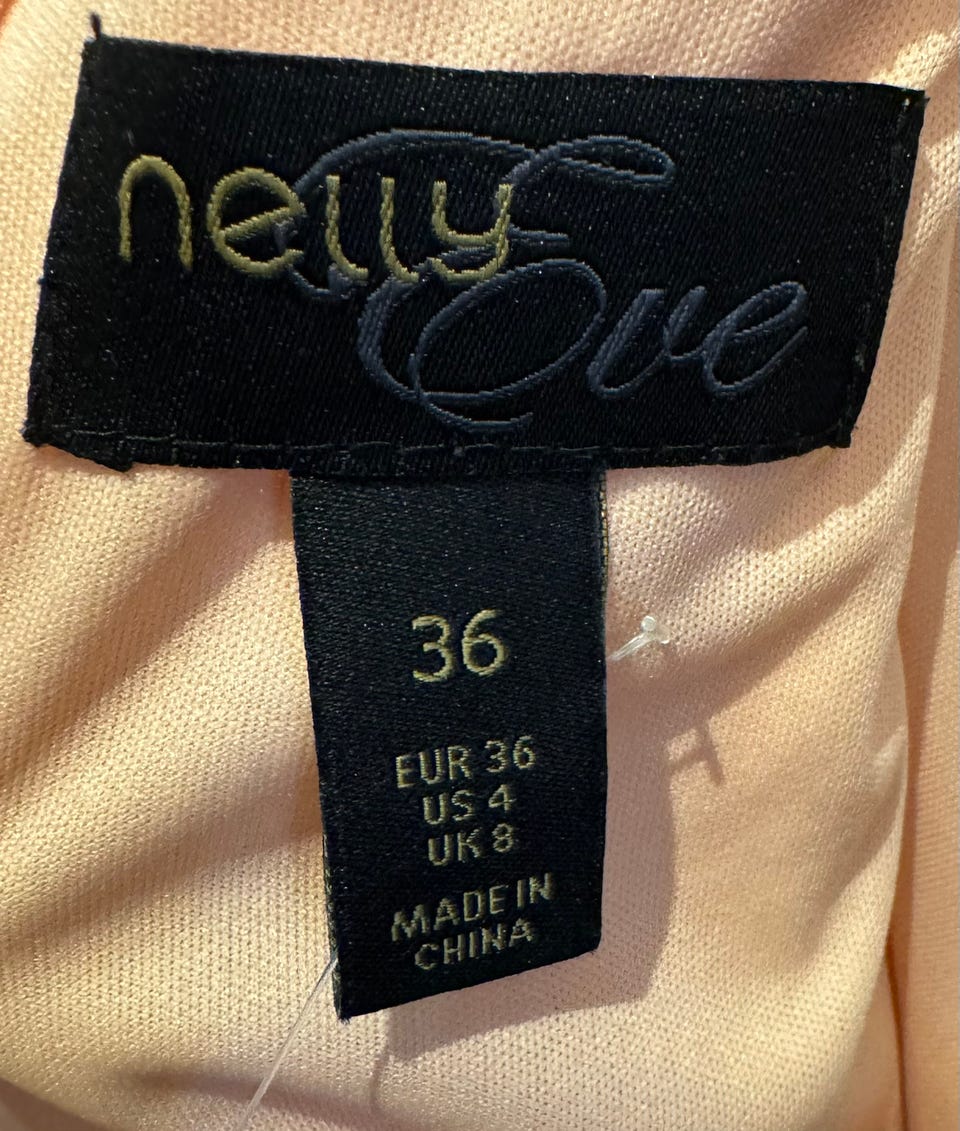 nelly
Eve
36
EUR 36
US 4
UK 8
MADE IN
CHINA